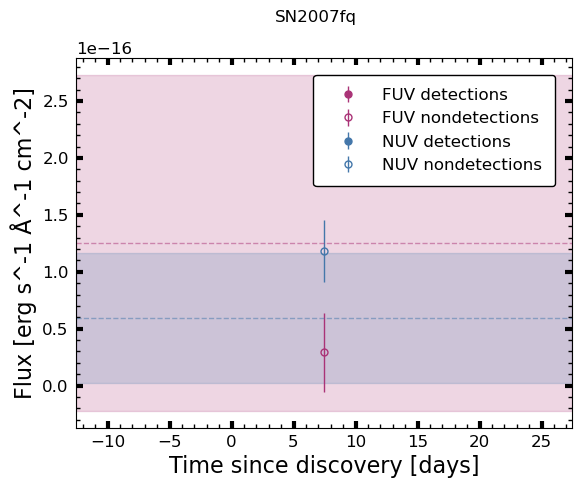 SN2007fq
1e−16
FUV detections
FUV nondetections
NUV detections
NUV nondetections
2.5
2.0
1.5
1.0
0.5
0.0
Flux [erg s^-1 Å^-1 cm^-2]
−10 −5 0 5 10 15 20 25
Time since discovery [days]